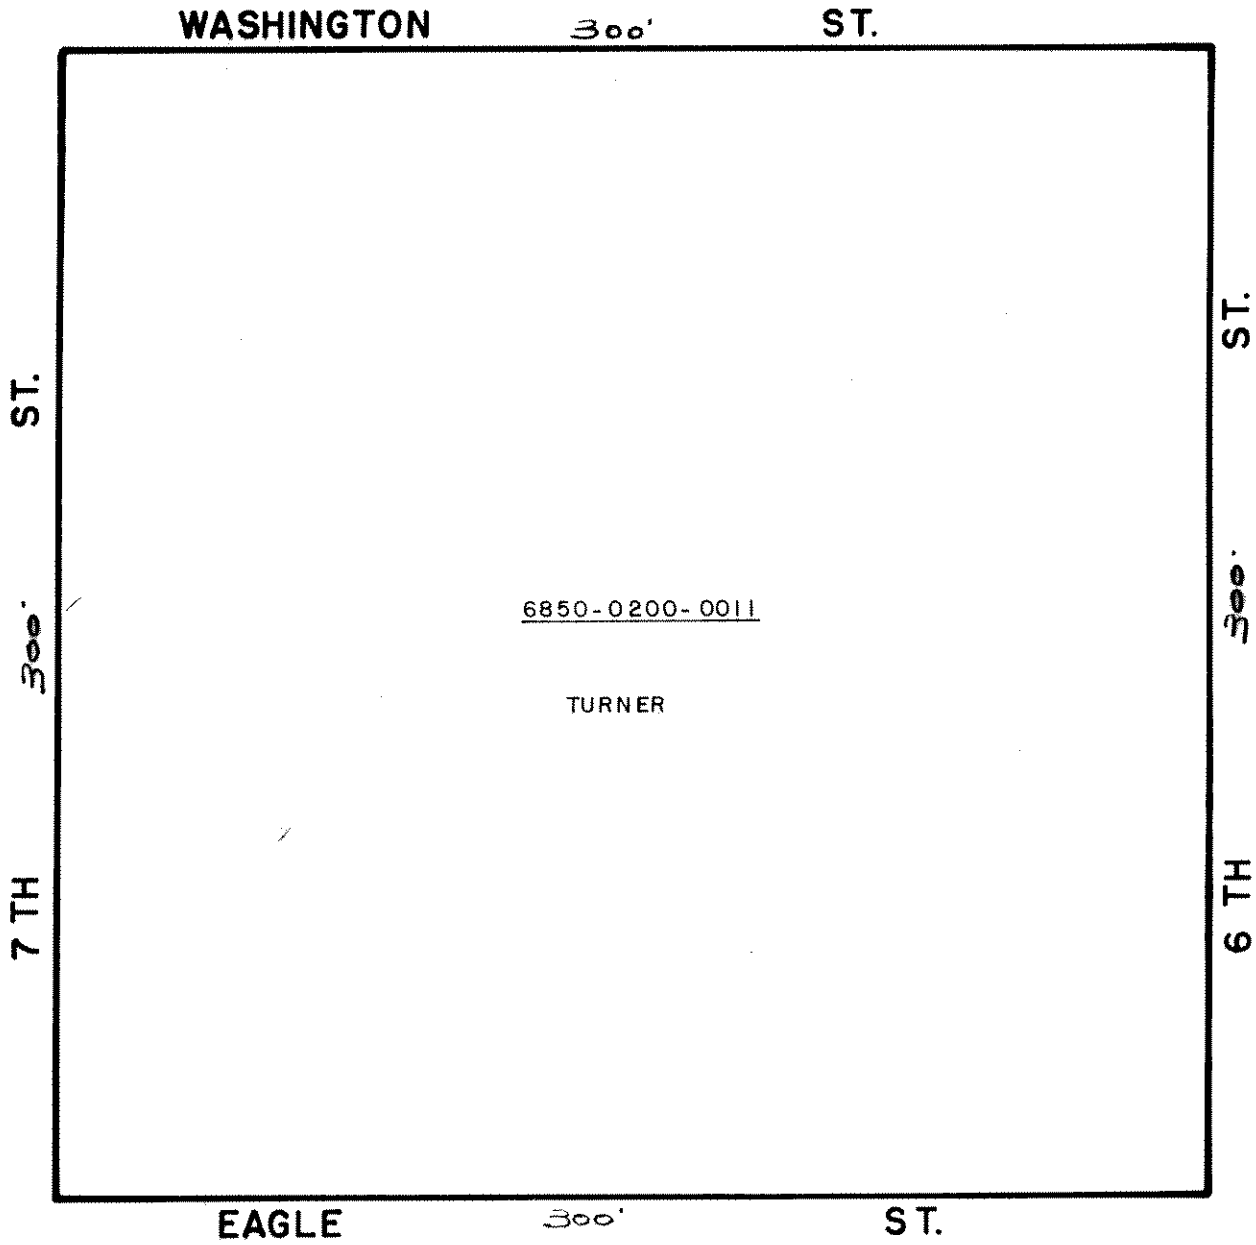 WASHINGTON 300' ST.
7 TH 300' ST.
6850-0200-0011
TURNER
6 TH 300' ST.
EAGLE 300' ST.